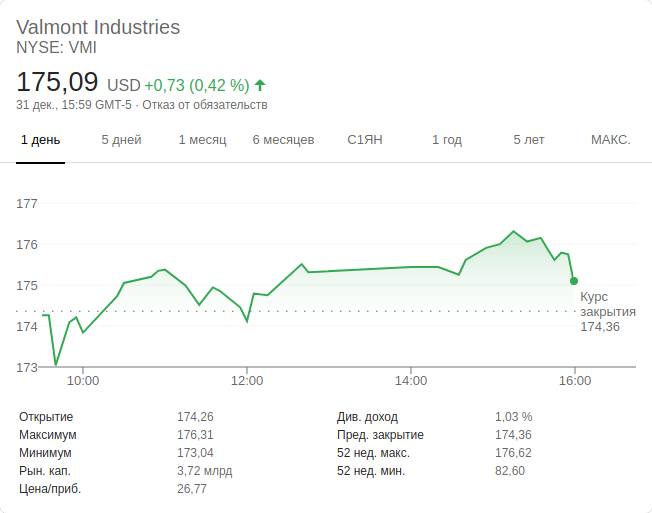 Valmont Industries
NYSE: VMI
175,09 USD +0,73 (0,42 %)
31 дек., 15:59 GMT-5 · Отказ от обязательств
1 день 5 дней 1 месяц 6 месяцев С1ЯН 1 год 5 лет МАКС.
177
176
175
174
173
Курс
закрытия
174,36
10:00 12:00 14:00 16:00
Открытие 174,26 Див. доход 1,03 %
Максимум 176,31 Пред. закрытие 174,36
Минимум 173,04 52 нед. макс. 176,62
Рын. кап. 3,72 млрд 52 нед. мин. 82,60
Цена/приб. 26,77